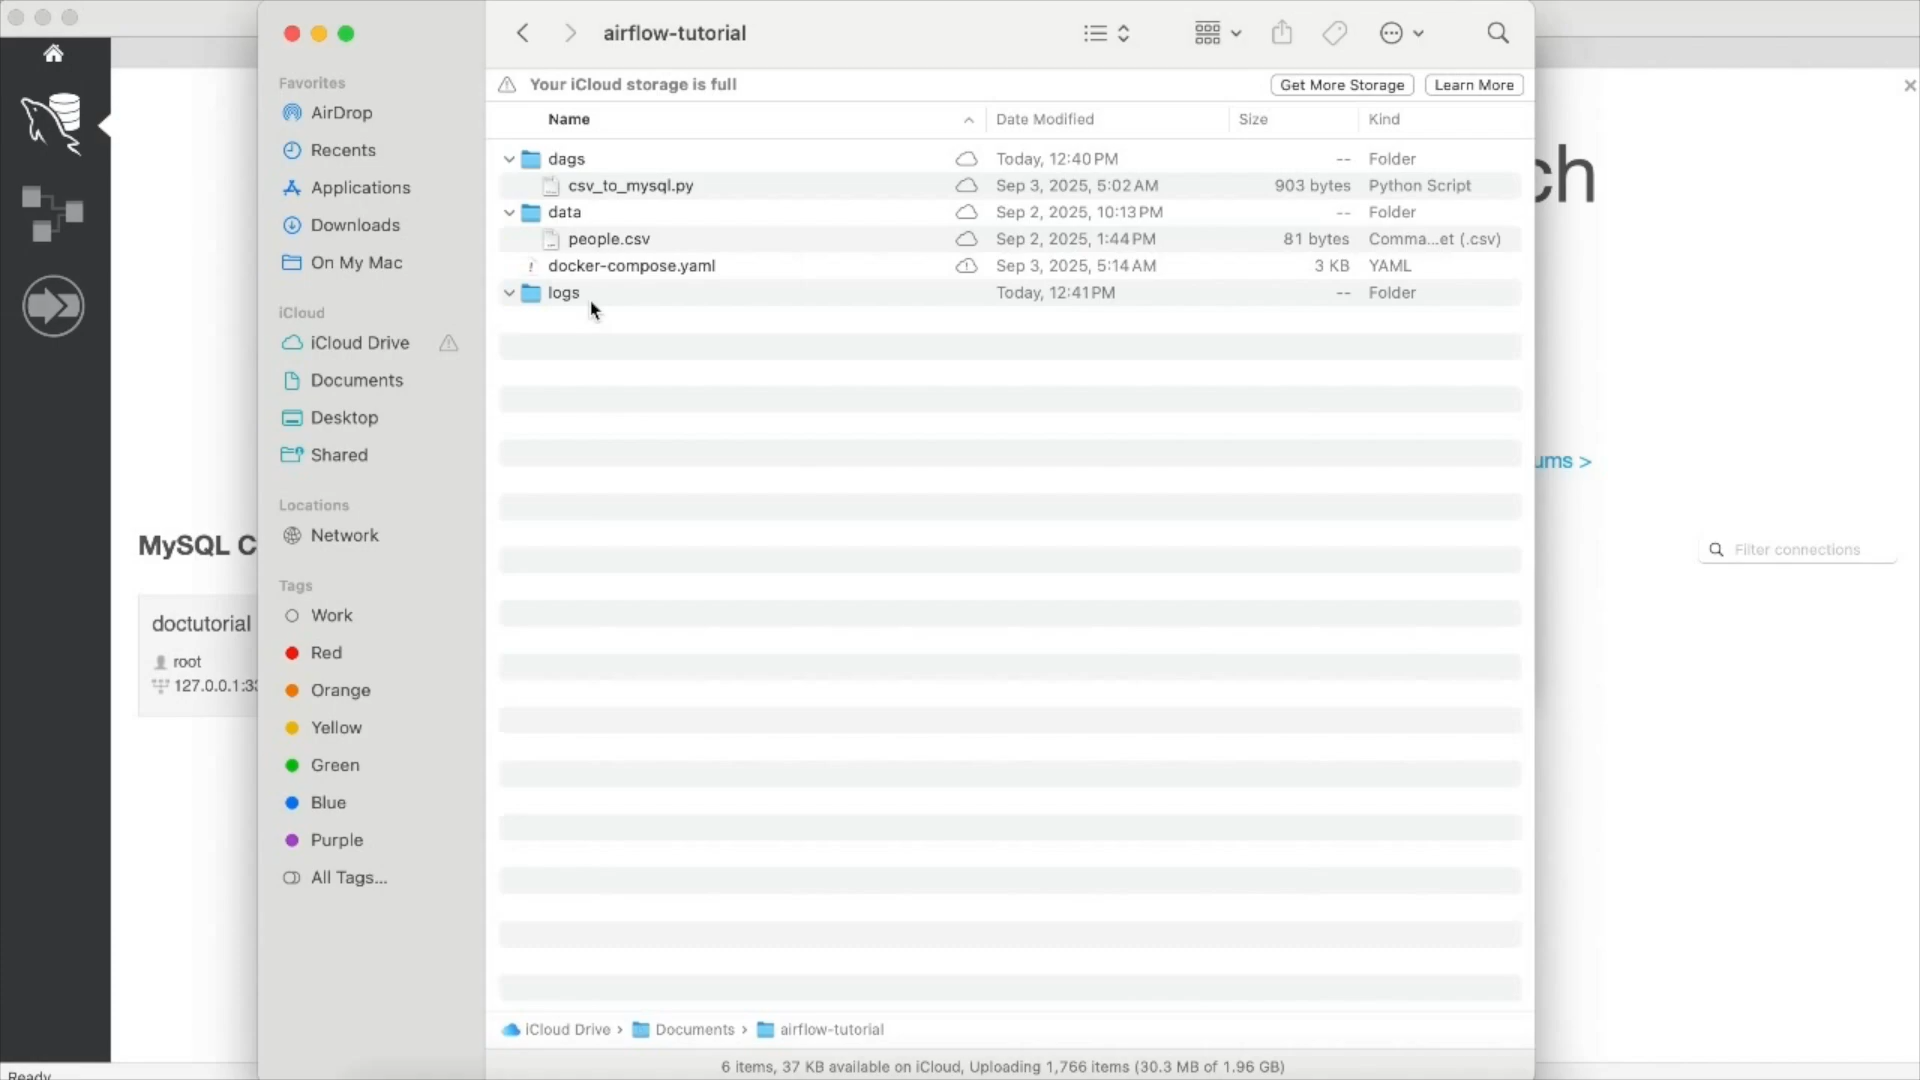 airflow-tutorial
Your iCloud storage is full
Get More Storage
Learn More
Name
Date Modified
Size
Kind
dags
Today, 12:40 PM
--
Folder
csv_to_mysql.py
Sep 3, 2025, 5:02 AM
903 bytes
Python Script
data
Sep 2, 2025, 10:13 PM
--
Folder
people.csv
Sep 2, 2025, 1:44 PM
81 bytes
Comma...et (.csv)
docker-compose.yaml
Sep 3, 2025, 5:14 AM
3 KB
YAML
logs
Today, 12:41 PM
--
Folder
Favorites
AirDrop
Recents
Applications
Downloads
On My Mac
iCloud
iCloud Drive
Documents
Desktop
Shared
Locations
Network
Tags
Work
Red
Orange
Yellow
Green
Blue
Purple
All Tags...
iCloud Drive › Documents › airflow-tutorial
6 items, 37 KB available on iCloud, Uploading 1,766 items (30.3 MB of 1.96 GB)
ch
ums >
MySQL C
Filter connections
doctutorial
root
127.0.0.1:33
Ready